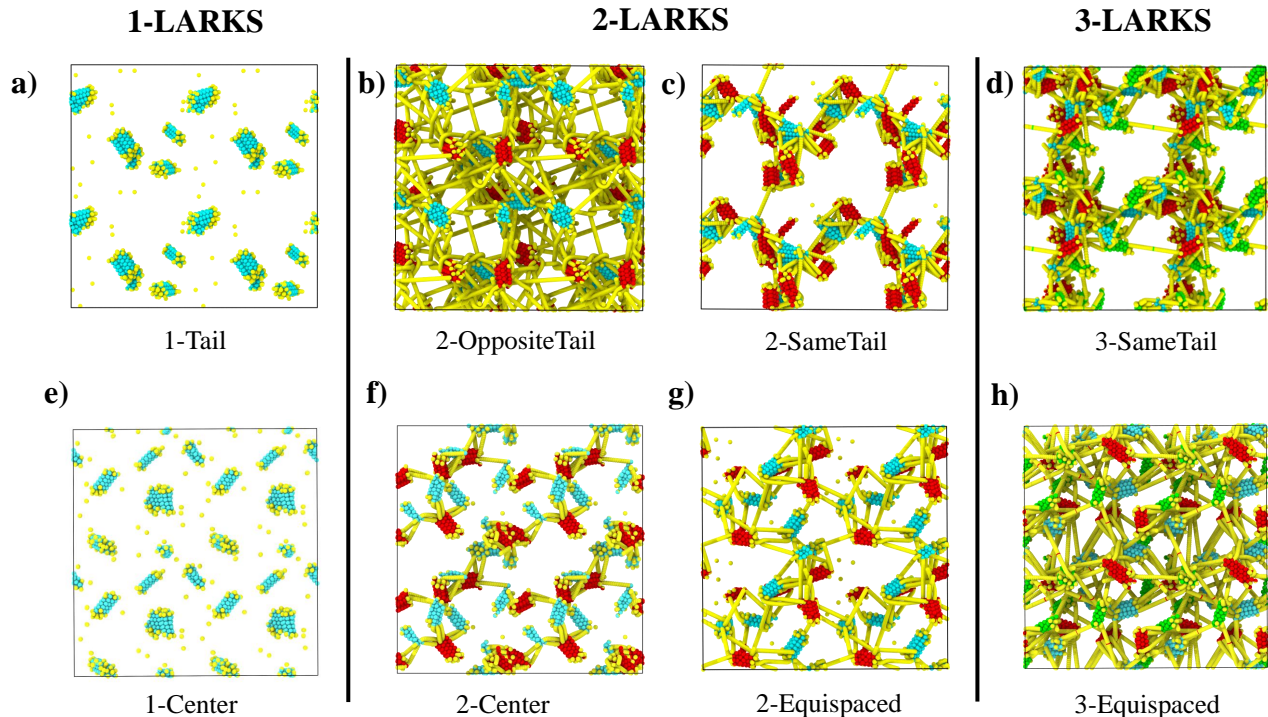 1-LARKS
2-LARKS
3-LARKS
a)
b)
c)
d)
1-Tail
2-OppositeTail
2-SameTail
3-SameTail
e)
f)
g)
h)
1-Center
2-Center
2-Equispaced
3-Equispaced